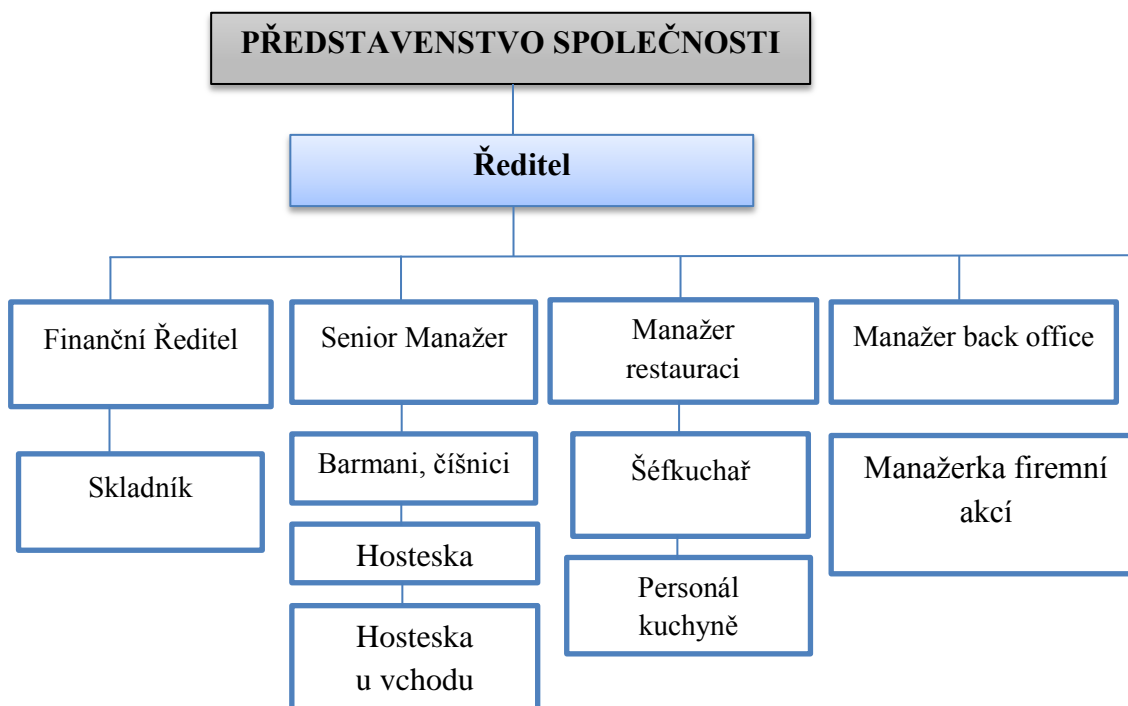 PŘEDSTAVENSTVO SPOLEČNOSTI
Ředitel
Finanční Ředitel
Senior Manažer
Manažer
restauraci
Manažer back office
Skladník
Barmani, číšnici
Šéfkuchař
Manažerka firemní
akcí
Hosteska
Personál
kuchyně
Hosteska
u vchodu